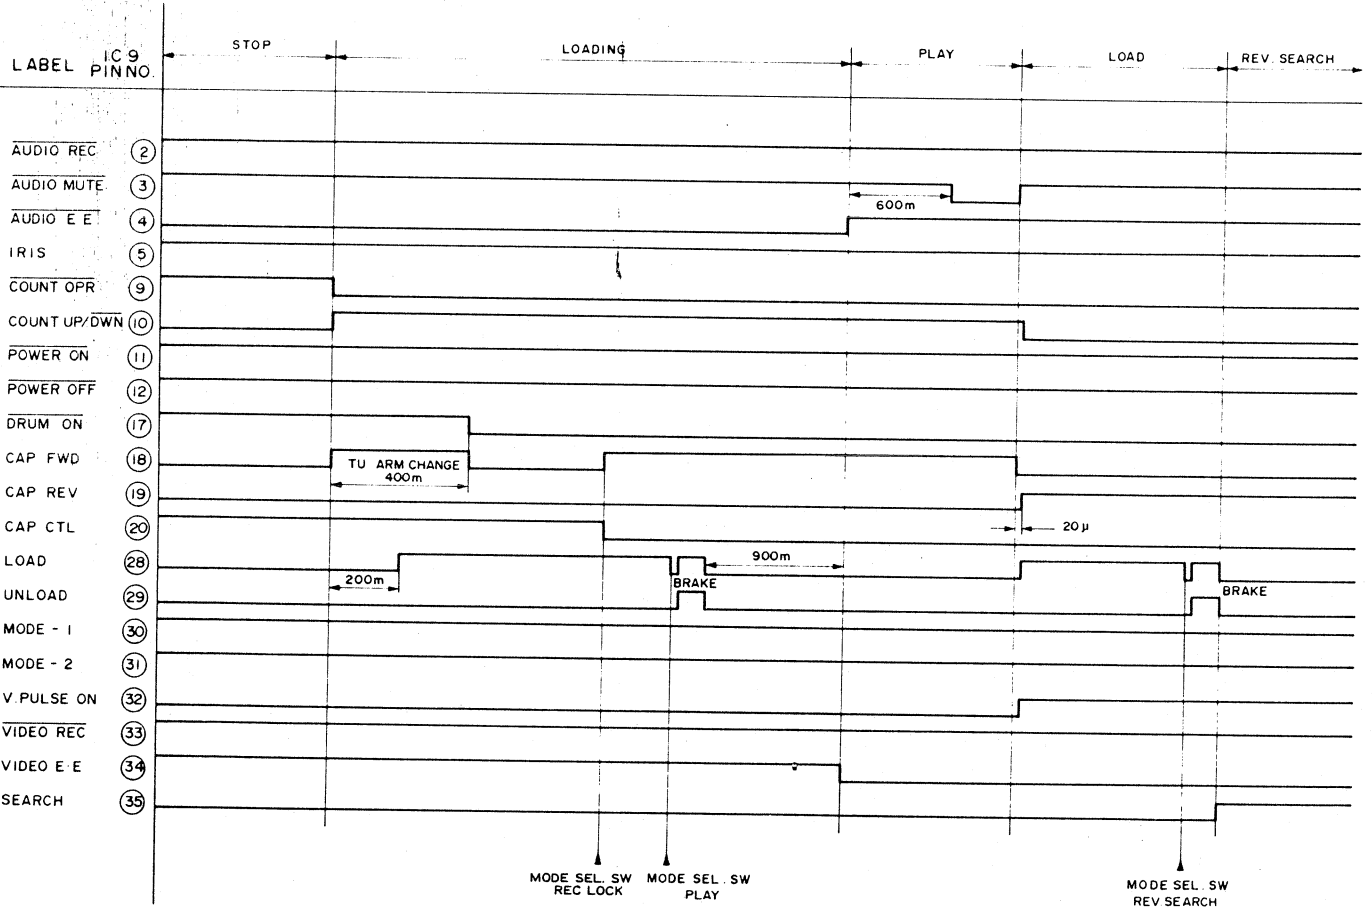 LABEL
I.C 9
PIN NO.
STOP
LOADING
PLAY
LOAD
REV. SEARCH
AUDIO REC 2
AUDIO MUTE 3
600m
AUDIO E E 4
IRIS 5
COUNT OPR 9
COUNT UP/DWN 10
POWER ON 11
POWER OFF 12
DRUM ON 17
CAP FWD 18
TU ARM CHANGE
400m
CAP REV 19
CAP CTL 20
20µ
LOAD 28
200m
900m
BRAKE
BRAKE
UNLOAD 29
MODE - 1 30
MODE - 2 31
V.PULSE ON 32
VIDEO REC 33
VIDEO E·E 34
SEARCH 35
MODE SEL. SW
REC LOCK
MODE SEL. SW
PLAY
MODE SEL. SW
REV. SEARCH